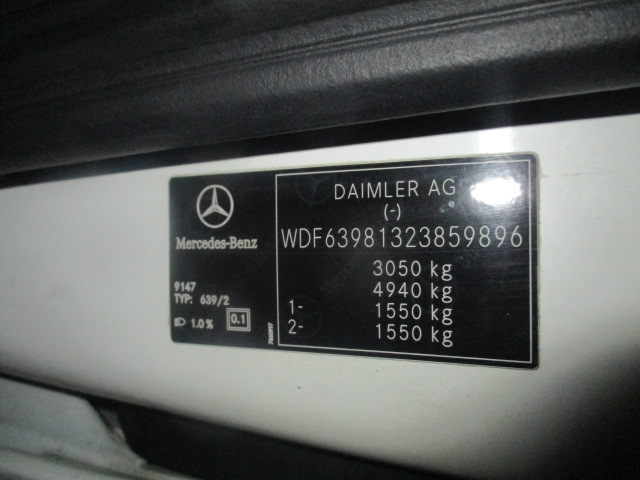 DAIMLER AG
(-)
WDF63981323859896
3050 kg
4940 kg
1- 1550 kg
2- 1550 kg
Mercedes-Benz
9147
TYP: 639/2
1.0 % 0.1